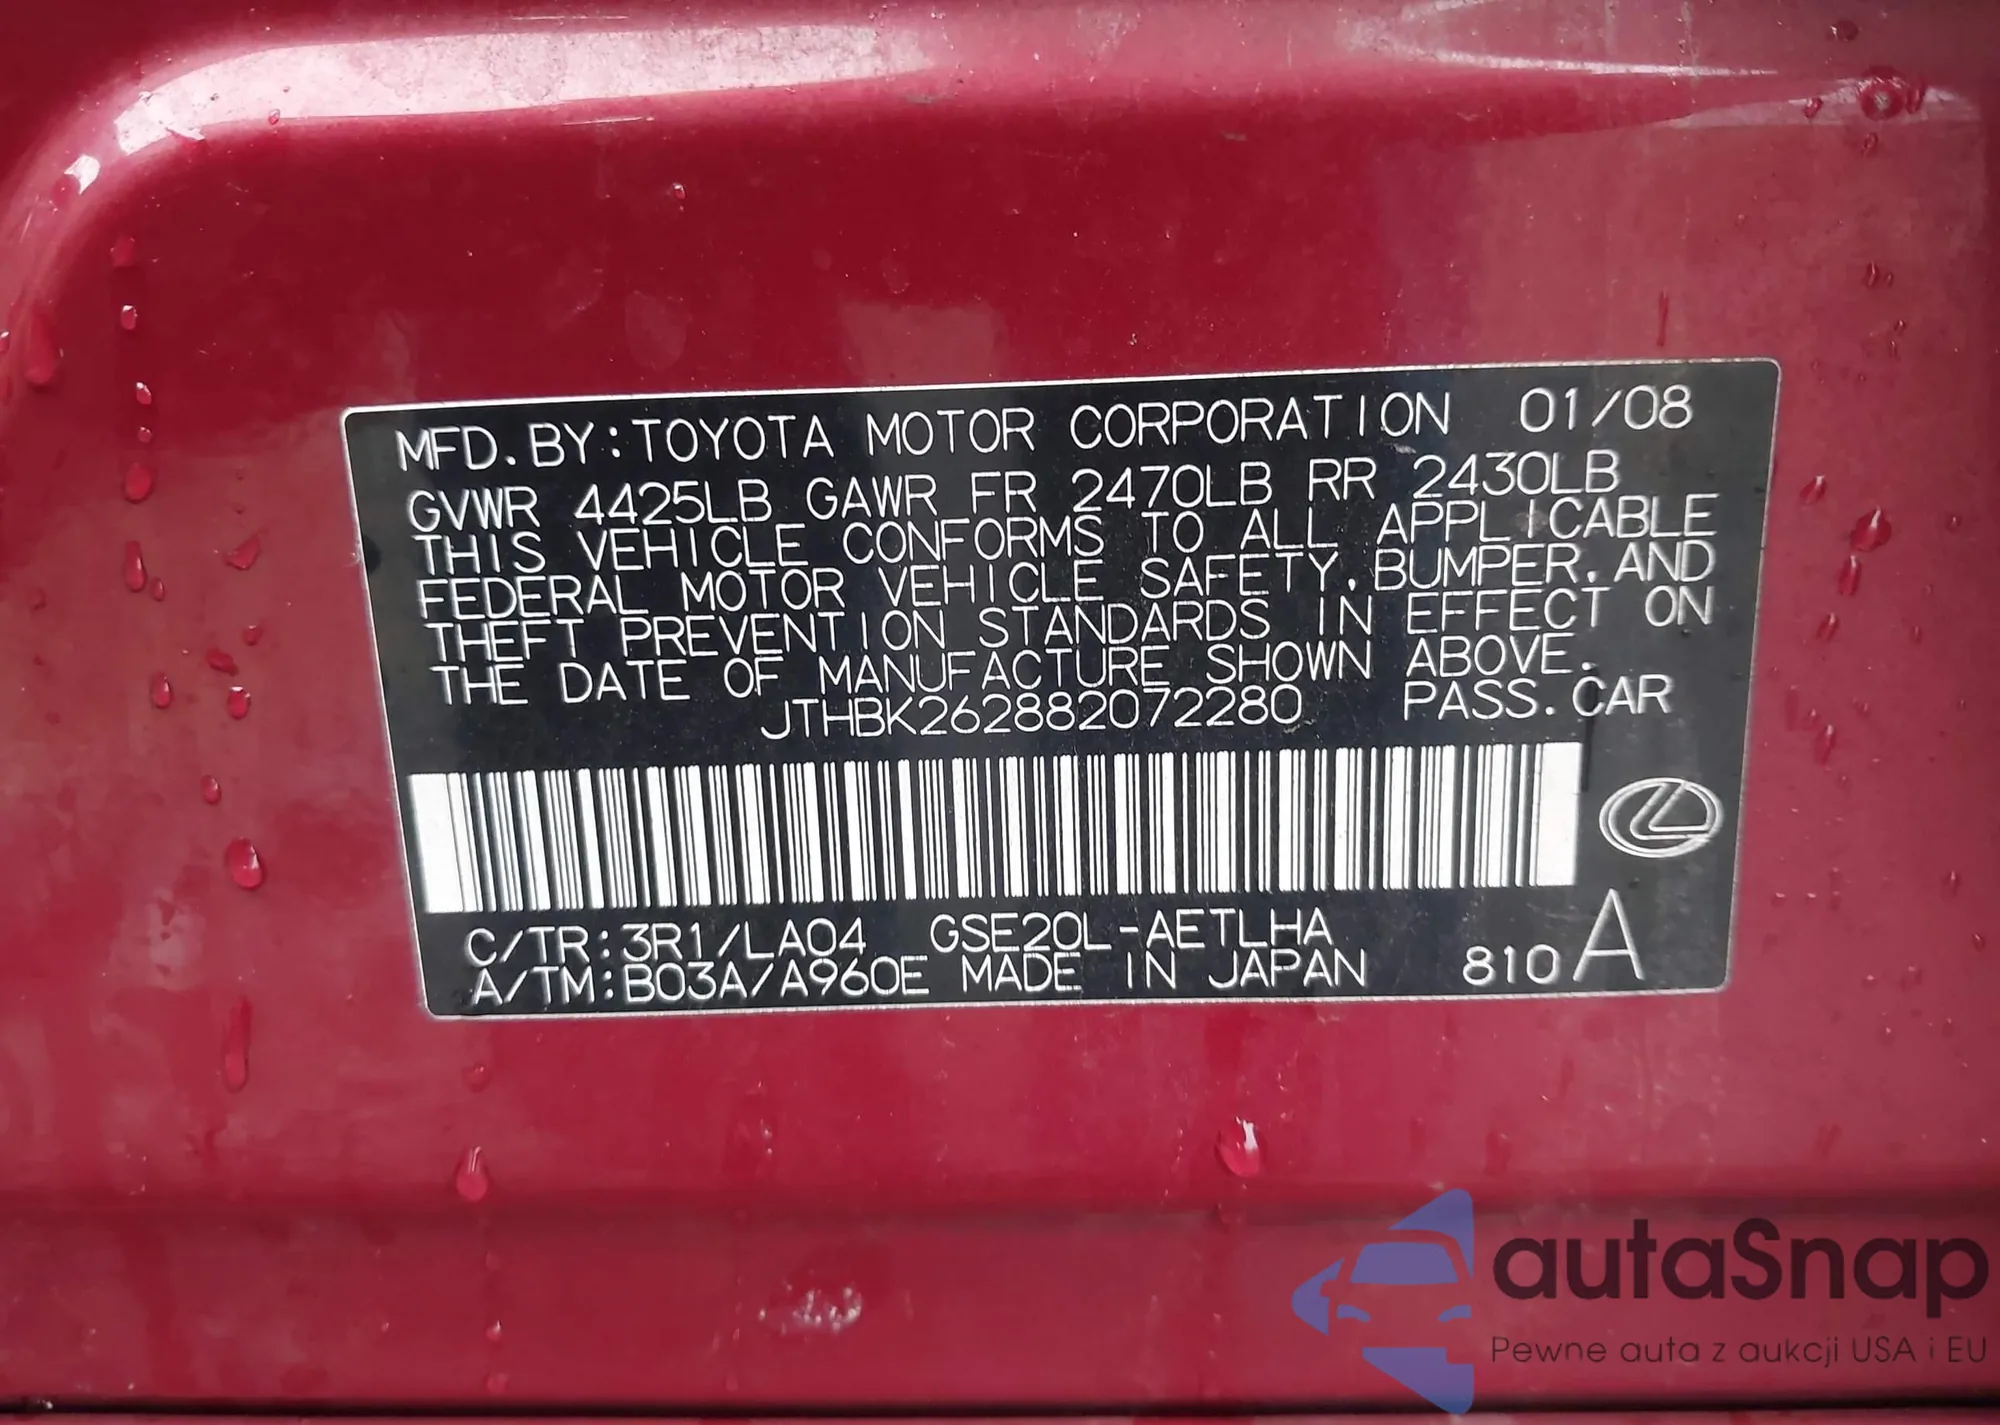 MFD.BY:TOYOTA MOTOR CORPORATION 01/08
GVWR 4425LB GAWR FR 2470LB RR 2430LB
THIS VEHICLE CONFORMS TO ALL APPLICABLE
FEDERAL MOTOR VEHICLE SAFETY,BUMPER,AND
THEFT PREVENTION STANDARDS IN EFFECT ON
THE DATE OF MANUFACTURE SHOWN ABOVE.
JTHBK262882072280 PASS.CAR
C/TR:3R1/LA04 GSE20L-AETLHA
A/TM:B03A/A960E MADE IN JAPAN 810 A
autaSnap
Pewne auta z aukcji USA i EU